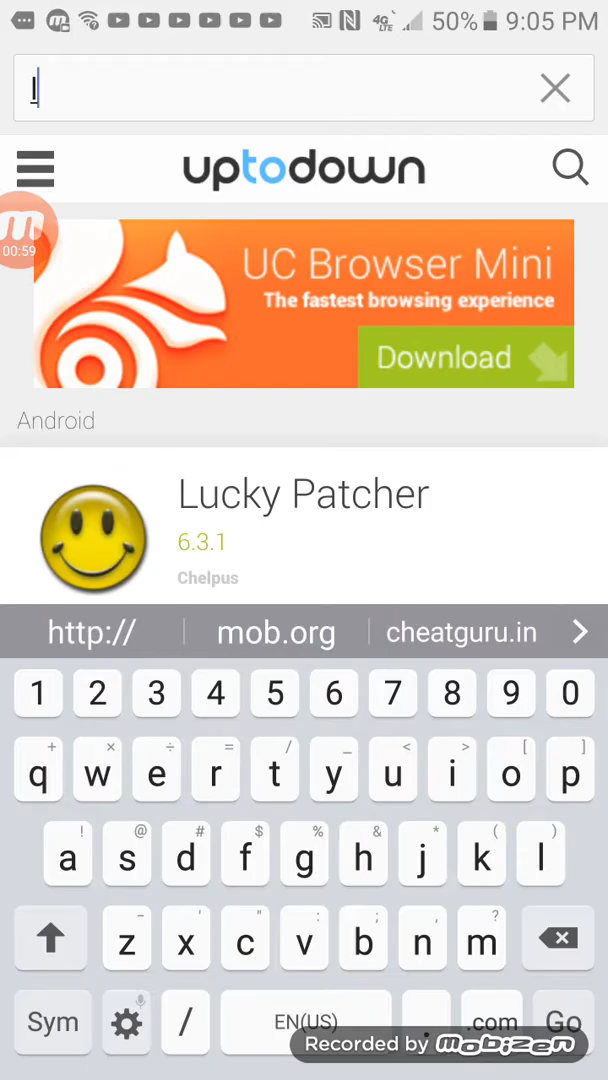 4G LTE 50% 9:05 PM
l
uptodown
00:59
UC Browser Mini
The fastest browsing experience
Download
Android
Lucky Patcher
6.3.1
Chelpus
http:// mob.org cheatguru.in >
1 2 3 4 5 6 7 8 9 0
+ × ÷ = / _ < > [ ]
q w e r t y u i o p
! @ # $ % & * ( )
a s d f g h j k l
- ' " : ; , ?
z x c v b n m
Sym / EN(US) . .com Go
Recorded by mobizen